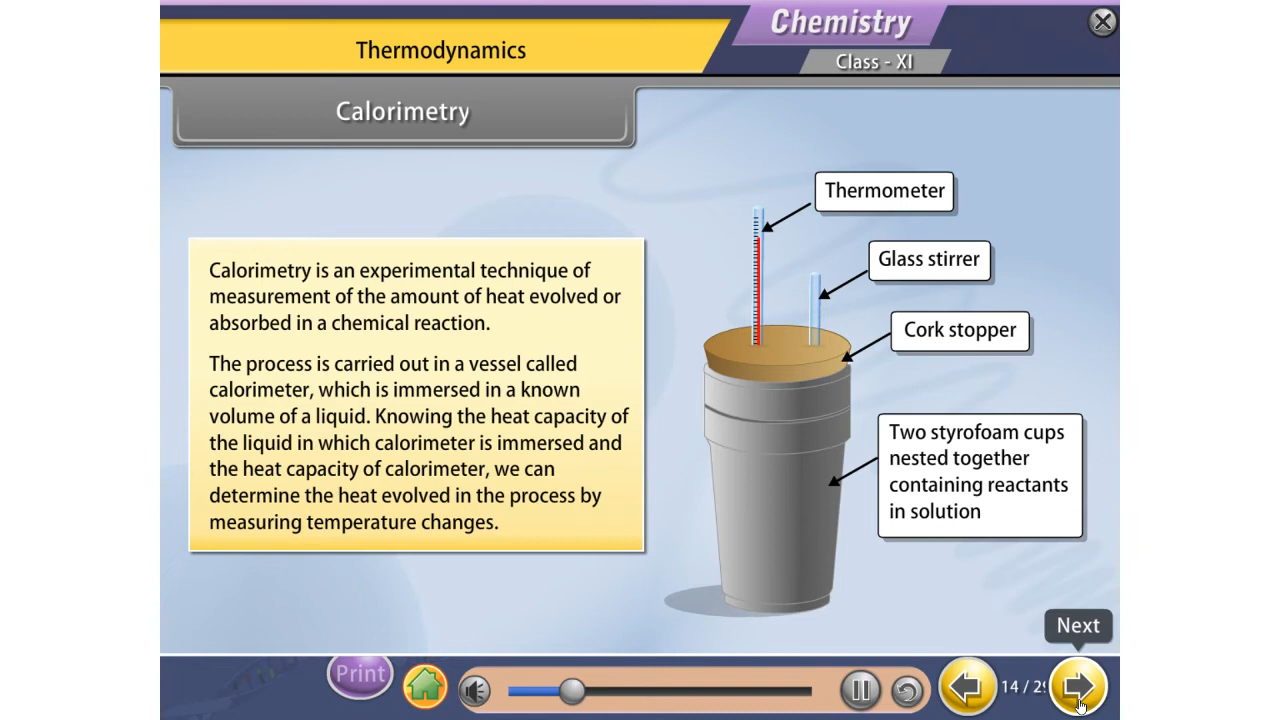 Chemistry
Thermodynamics
Class - XI
Calorimetry
Thermometer
Glass stirrer
Cork stopper
Calorimetry is an experimental technique of
measurement of the amount of heat evolved or
absorbed in a chemical reaction.
The process is carried out in a vessel called
calorimeter, which is immersed in a known
volume of a liquid. Knowing the heat capacity of
the liquid in which calorimeter is immersed and
the heat capacity of calorimeter, we can
determine the heat evolved in the process by
measuring temperature changes.
Two styrofoam cups
nested together
containing reactants
in solution
Next
Print
14 / 29